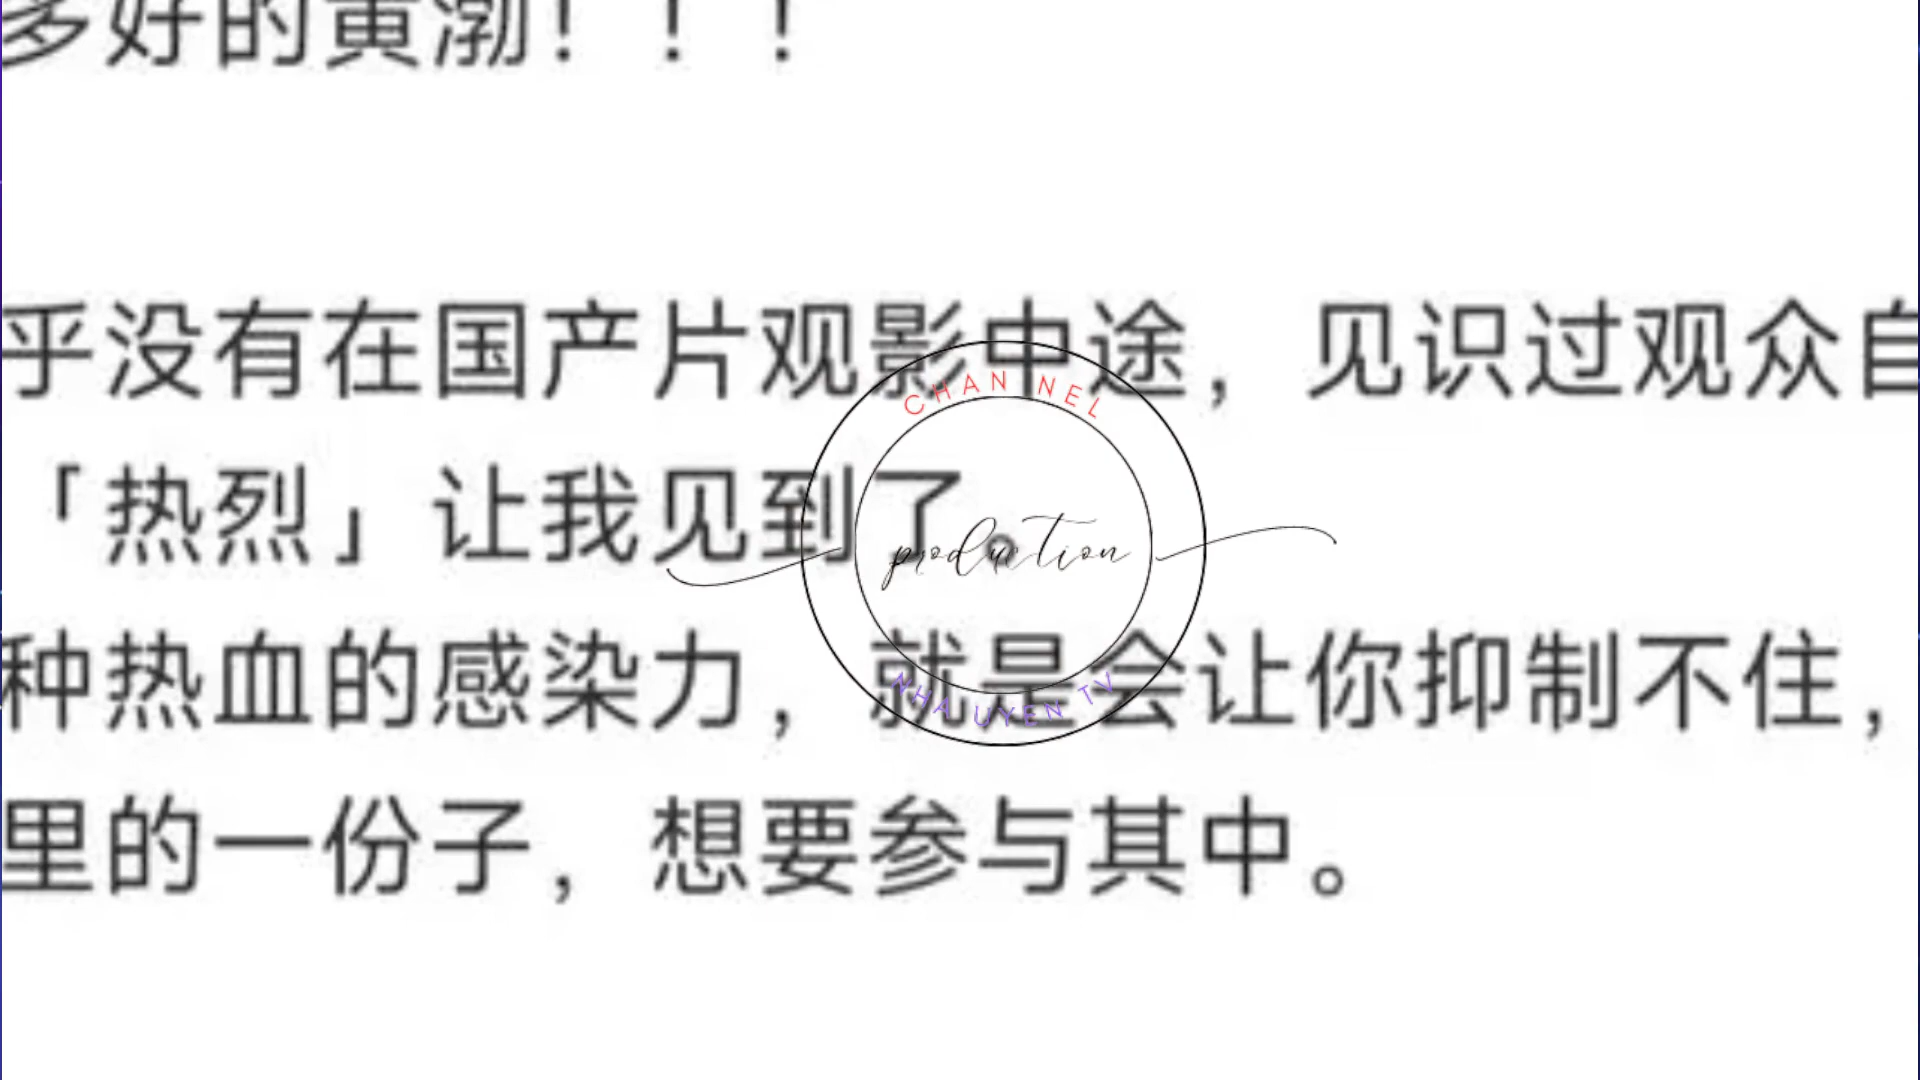 多好的黄渤！！！
乎没有在国产片观影中途，见识过观众自
「热烈」让我见到了。
种热血的感染力，就是会让你抑制不住，
里的一份子，想要参与其中。
CHANNEL
production
NHA UYEN TV